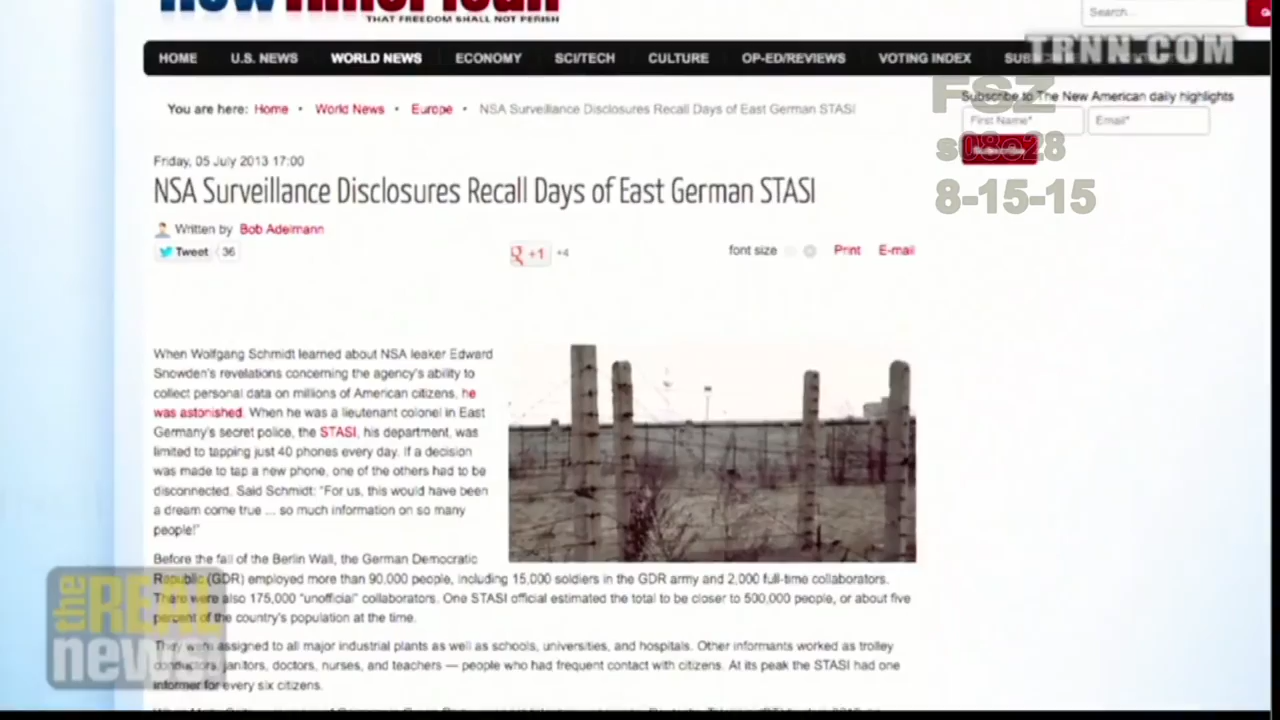 new American
THAT FREEDOM SHALL NOT PERISH
Search...
TRNN.COM
HOME U.S. NEWS WORLD NEWS ECONOMY SCI/TECH CULTURE OP-ED/REVIEWS VOTING INDEX
FSZ
Subscribe to The New American daily highlights
You are here: Home • World News • Europe • NSA Surveillance Disclosures Recall Days of East German STASI
First Name* Email*
s08e28
Subscribe
Friday, 05 July 2013 17:00
NSA Surveillance Disclosures Recall Days of East German STASI
8-15-15
Written by Bob Adelmann
Tweet 36 +1 +4 font size Print E-mail
When Wolfgang Schmidt learned about NSA leaker Edward
Snowden's revelations concerning the agency's ability to
collect personal data on millions of American citizens, he
was astonished. When he was a lieutenant colonel in East
Germany's secret police, the STASI, his department, was
limited to tapping just 40 phones every day. If a decision
was made to tap a new phone, one of the others had to be
disconnected. Said Schmidt: "For us, this would have been
a dream come true ... so much information on so many
people!"
Before the fall of the Berlin Wall, the German Democratic
Republic (GDR) employed more than 90,000 people, including 15,000 soldiers in the GDR army and 2,000 full-time collaborators.
There were also 175,000 "unofficial" collaborators. One STASI official estimated the total to be closer to 500,000 people, or about five
percent of the country's population at the time.
They were assigned to all major industrial plants as well as schools, universities, and hospitals. Other informants worked as trolley
conductors, janitors, doctors, nurses, and teachers — people who had frequent contact with citizens. At its peak the STASI had one
informer for every six citizens.
the REAL
news